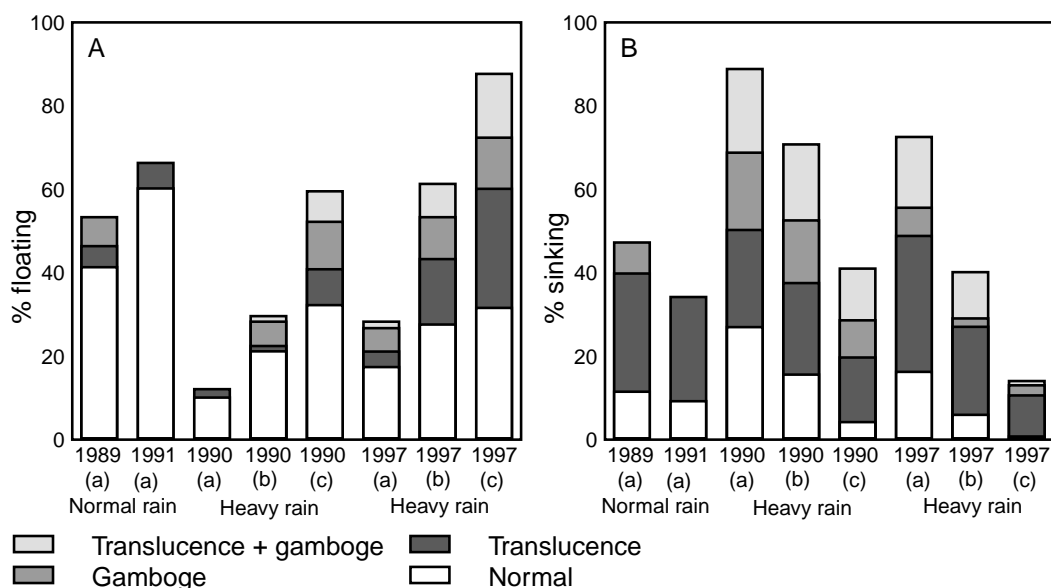 A
% floating
100
80
60
40
20
0
1989 1991 1990 1990 1990 1997 1997 1997
(a) (a) (a) (b) (c) (a) (b) (c)
Normal rain Heavy rain Heavy rain
B
% sinking
100
80
60
40
20
0
1989 1991 1990 1990 1990 1997 1997 1997
(a) (a) (a) (b) (c) (a) (b) (c)
Normal rain Heavy rain Heavy rain
Translucence + gamboge Translucence
Gamboge Normal